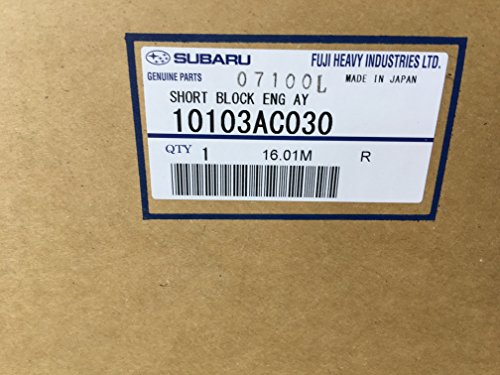 SUBARU FUJI HEAVY INDUSTRIES LTD.
GENUINE PARTS 07100L MADE IN JAPAN
SHORT BLOCK ENG AY
10103AC030
QTY 1 16.01M R